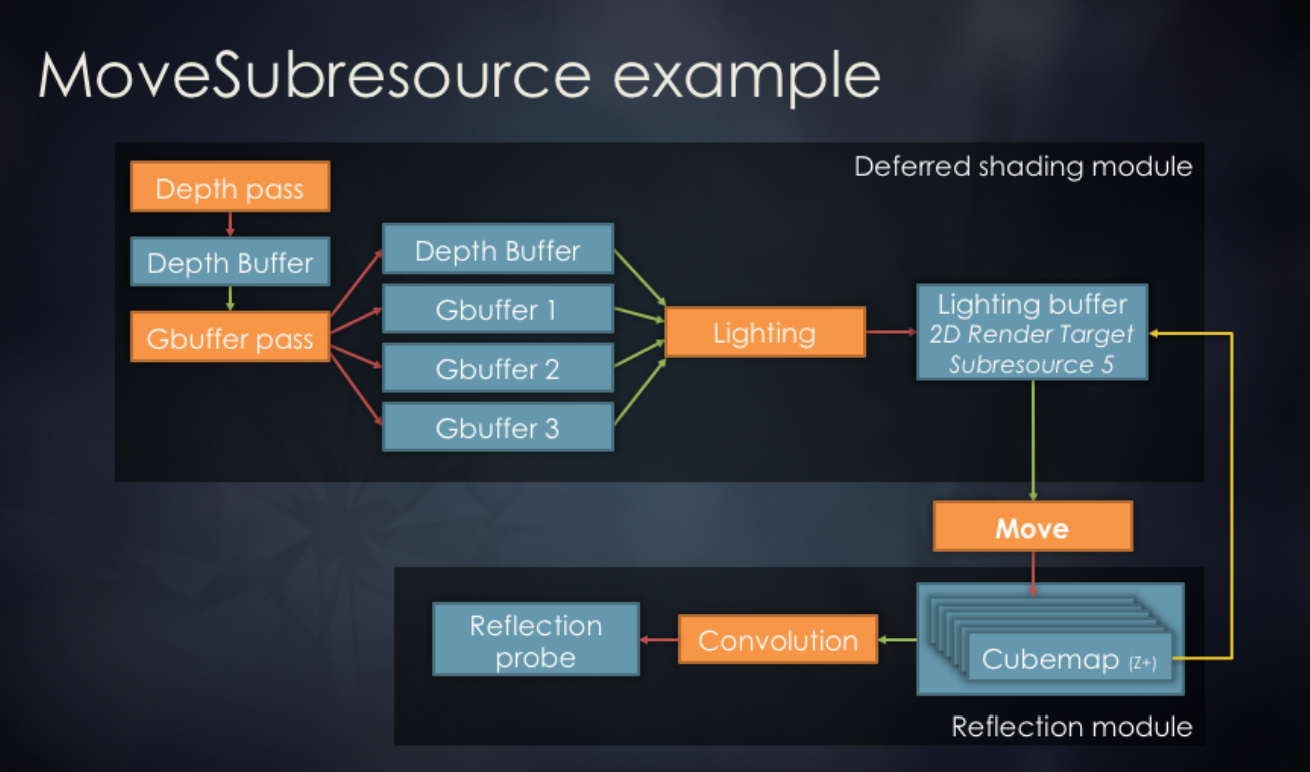 MoveSubresource example
Deferred shading module
Depth pass
Depth Buffer
Gbuffer pass
Depth Buffer
Gbuffer 1
Gbuffer 2
Gbuffer 3
Lighting
Lighting buffer
2D Render Target
Subresource 5
Move
Reflection
probe
Convolution
Cubemap (Z+)
Reflection module